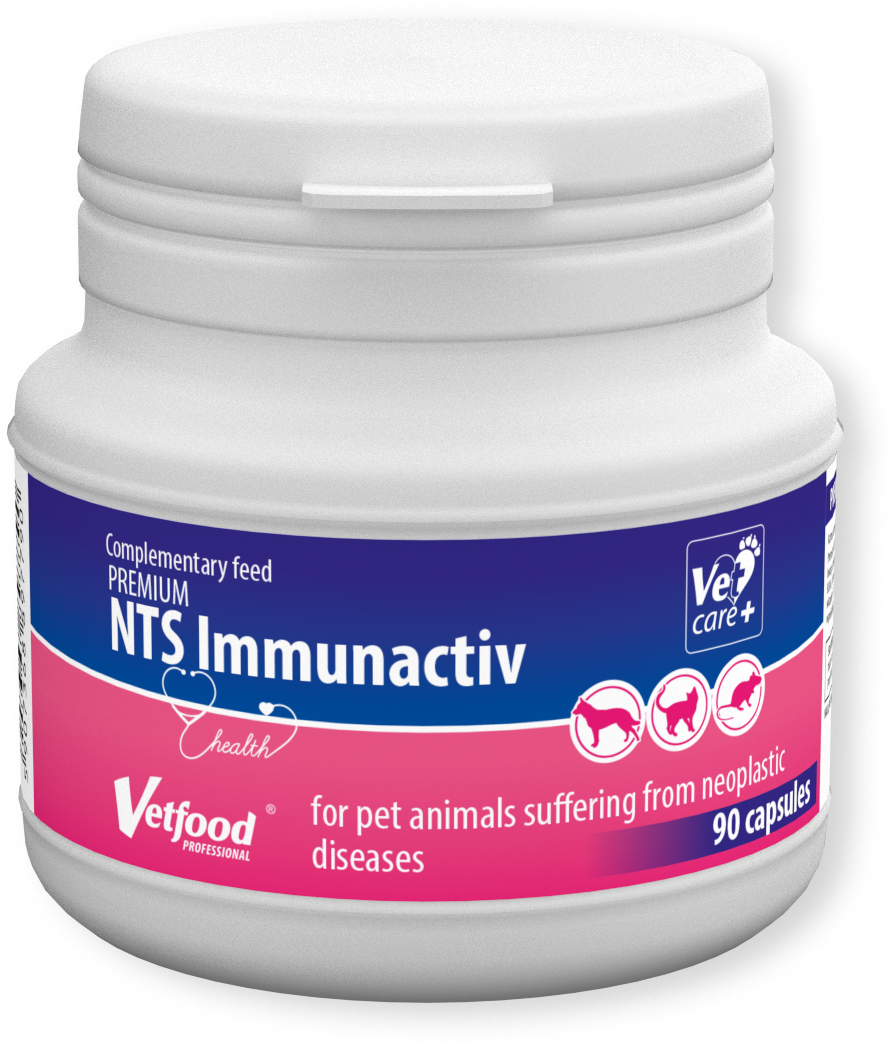 Complementary feed
PREMIUM
NTS Immunactiv
Vet
care+
health
Vetfood®
PROFESSIONAL
for pet animals suffering from neoplastic
diseases
90 capsules